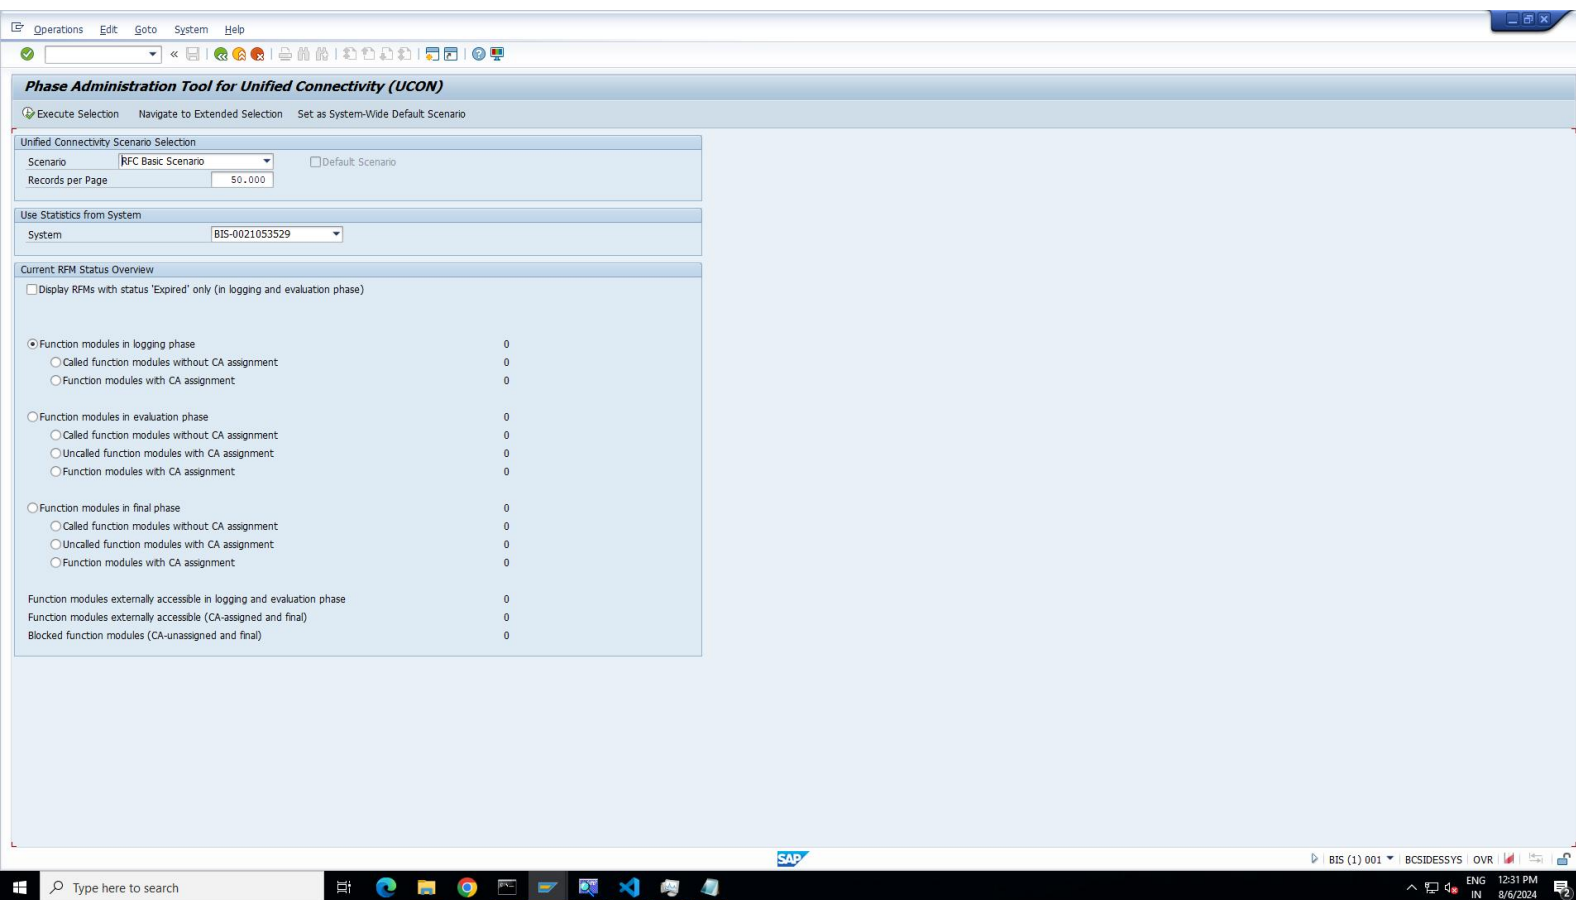 Operations Edit Goto System Help
Phase Administration Tool for Unified Connectivity (UCON)
Execute Selection Navigate to Extended Selection Set as System-Wide Default Scenario
Unified Connectivity Scenario Selection
Scenario RFC Basic Scenario Default Scenario
Records per Page 50.000
Use Statistics from System
System BIS-0021053529
Current RFM Status Overview
Display RFMs with status 'Expired' only (in logging and evaluation phase)
Function modules in logging phase 0
Called function modules without CA assignment 0
Function modules with CA assignment 0
Function modules in evaluation phase 0
Called function modules without CA assignment 0
Uncalled function modules with CA assignment 0
Function modules with CA assignment 0
Function modules in final phase 0
Called function modules without CA assignment 0
Uncalled function modules with CA assignment 0
Function modules with CA assignment 0
Function modules externally accessible in logging and evaluation phase 0
Function modules externally accessible (CA-assigned and final) 0
Blocked function modules (CA-unassigned and final) 0
SAP BIS (1) 001 BCSIDESSYS OVR
Type here to search ENG 12:31 PM
IN 8/6/2024 2